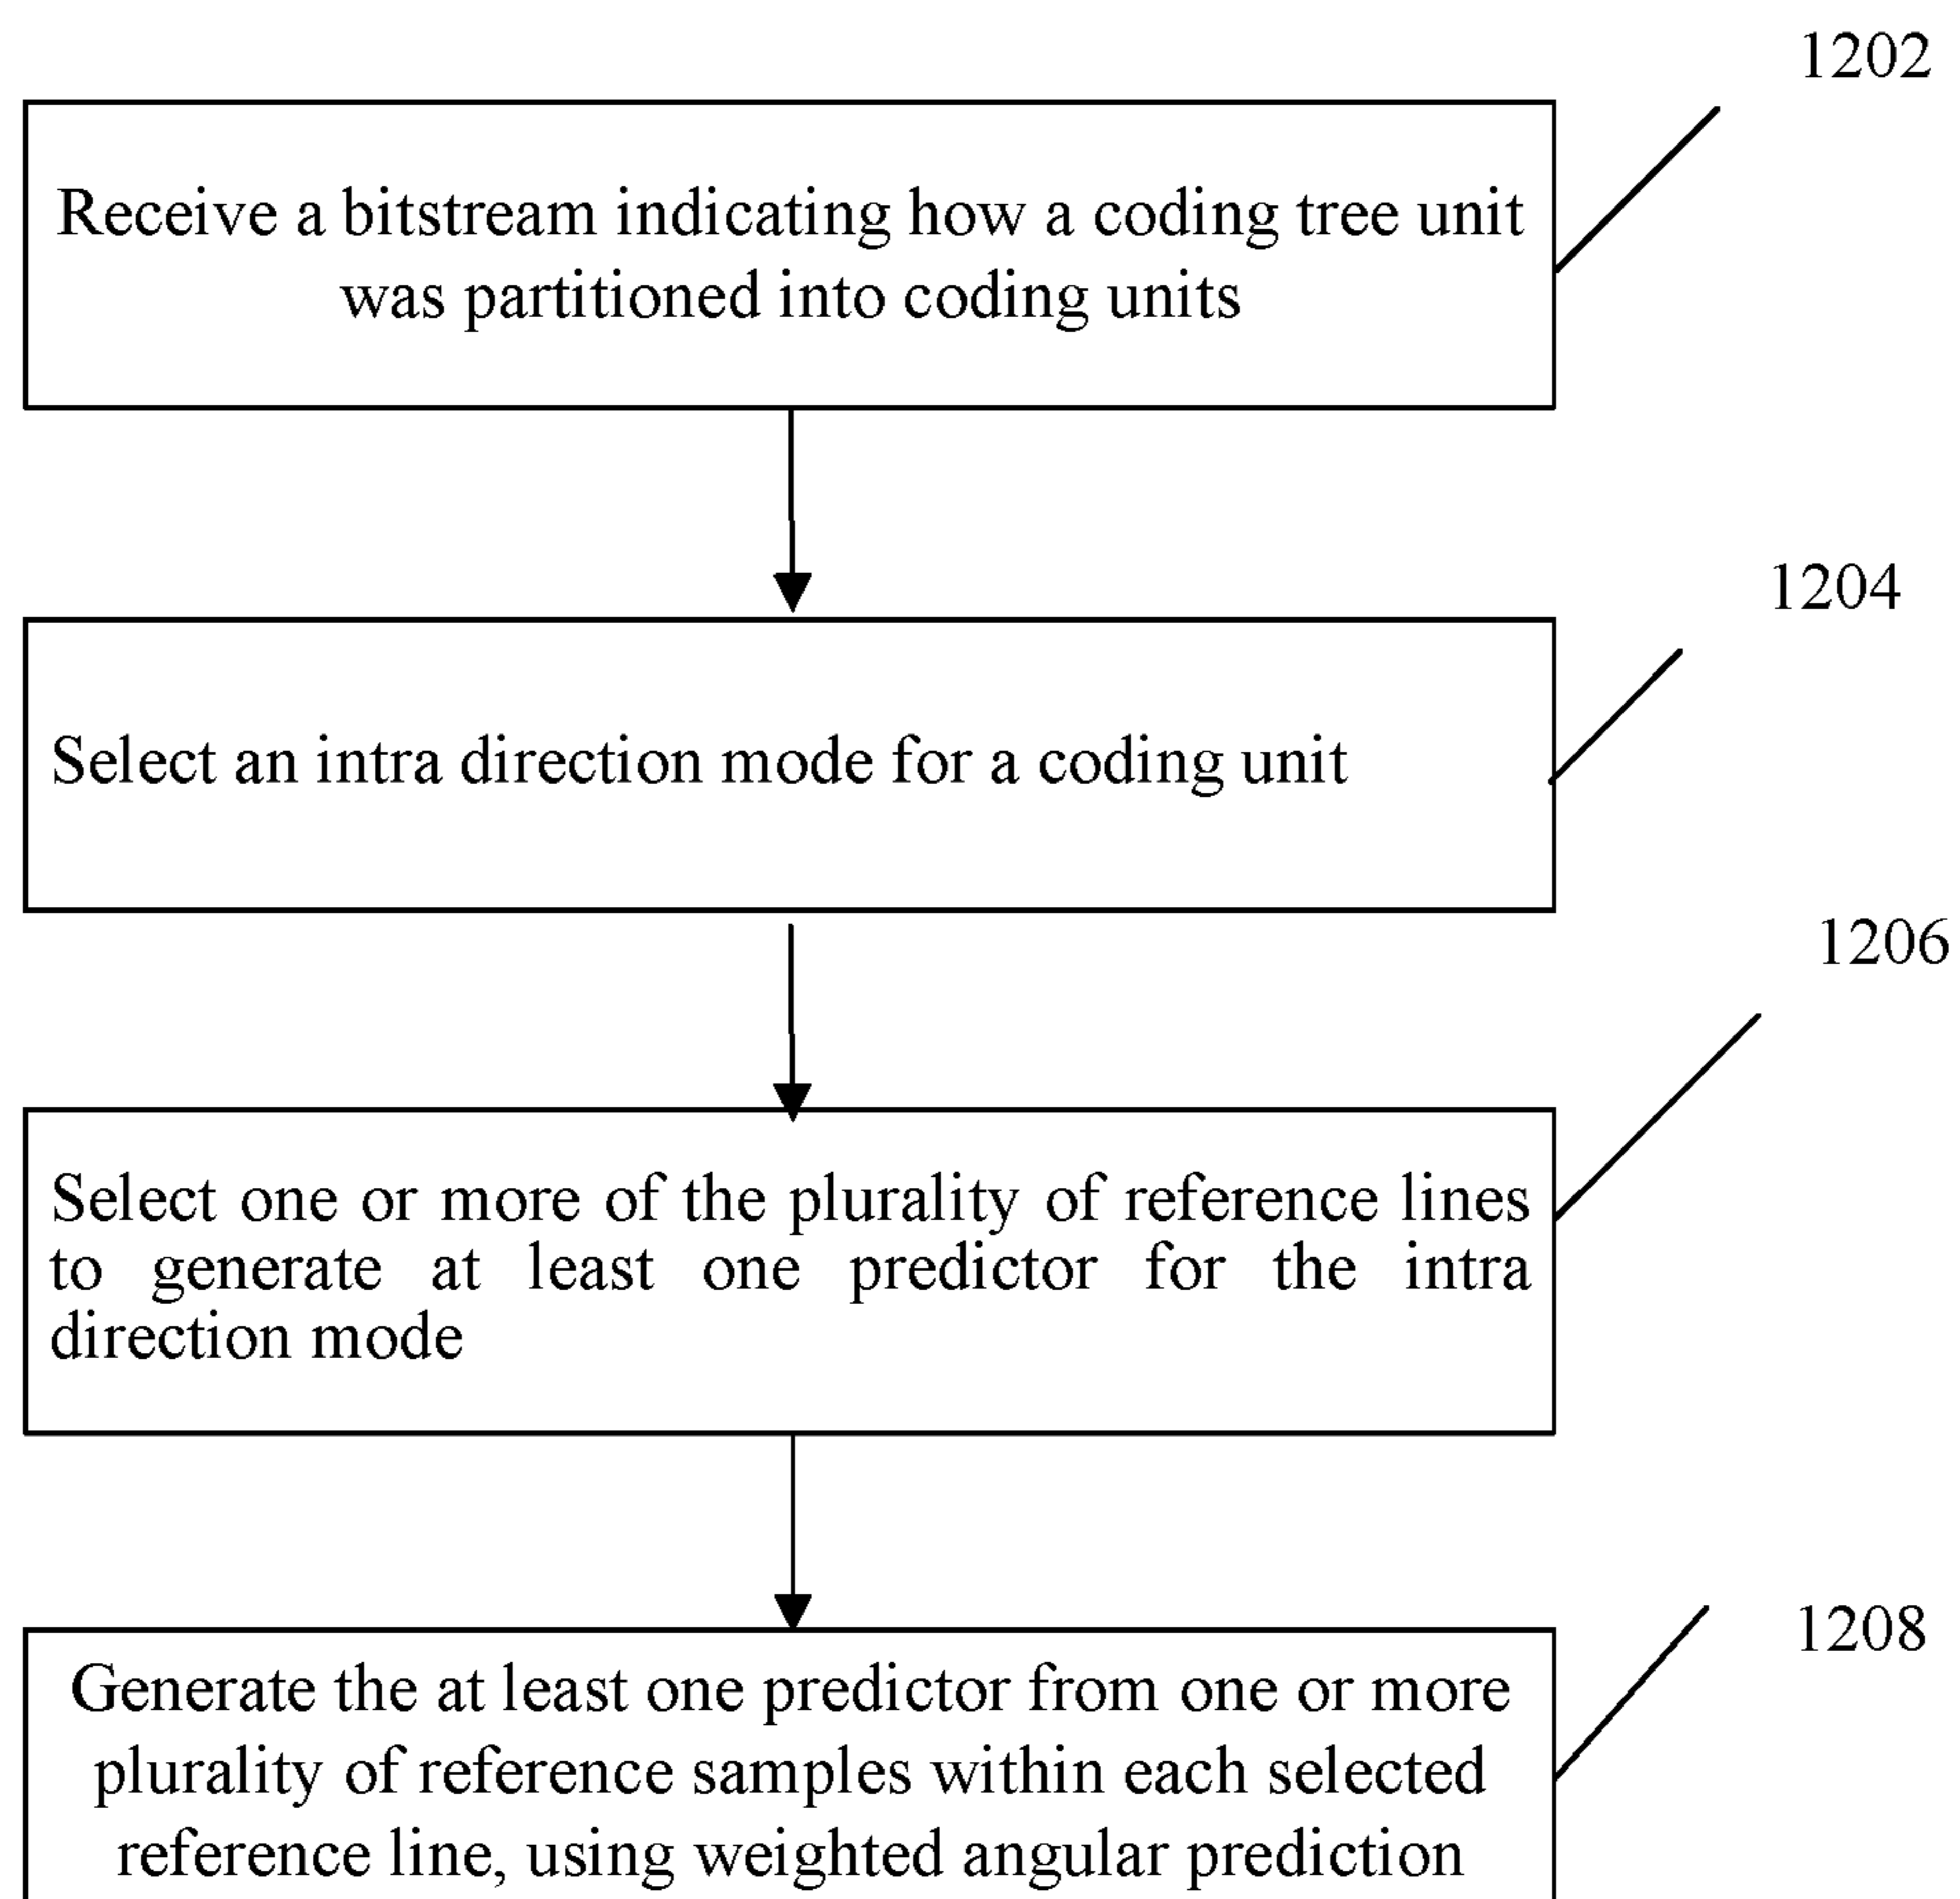 1202
Receive a bitstream indicating how a coding tree unit
was partitioned into coding units
1204
Select an intra direction mode for a coding unit
1206
Select one or more of the plurality of reference lines
to generate at least one predictor for the intra
direction mode
1208
Generate the at least one predictor from one or more
plurality of reference samples within each selected
reference line, using weighted angular prediction